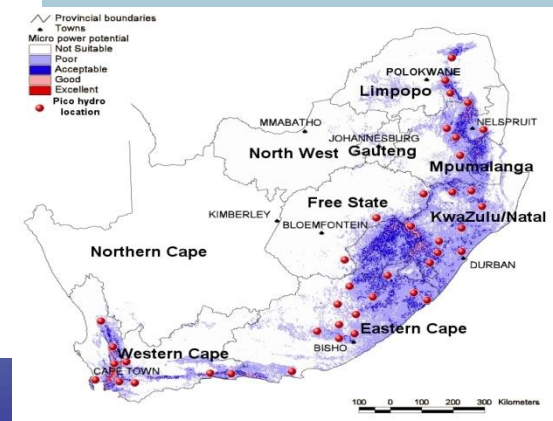 Provincial boundaries
Towns
Micro power potential
Not Suitable
Poor
Acceptable
Good
Excellent
Pico hydro
location
POLOKWANE
Limpopo
MMABATHO
NELSPRUIT
JOHANNESBURG
North West
Gauteng
Mpumalanga
Free State
KIMBERLEY
BLOEMFONTEIN
KwaZulu/Natal
Northern Cape
DURBAN
Eastern Cape
Western Cape
BISHO
CAPE TOWN
100 0 100 200 300 Kilometers